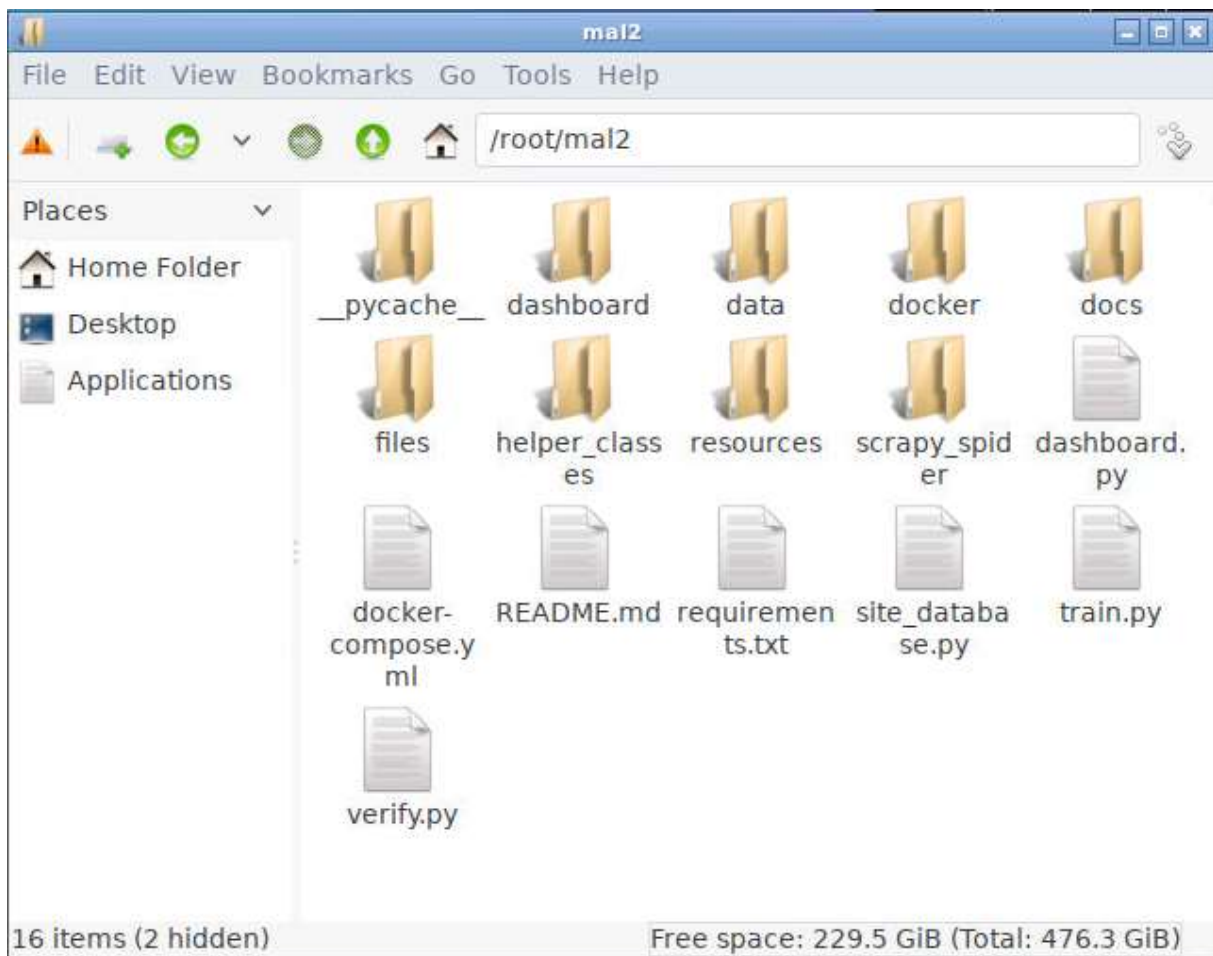 mal2
File Edit View Bookmarks Go Tools Help
/root/mal2
Places
Home Folder
Desktop
Applications
__pycache__ dashboard data docker docs
files helper_class resources scrapy_spid dashboard.
es er py
docker- README.md requiremen site_databa train.py
compose.y ts.txt se.py
ml
verify.py
16 items (2 hidden) Free space: 229.5 GiB (Total: 476.3 GiB)